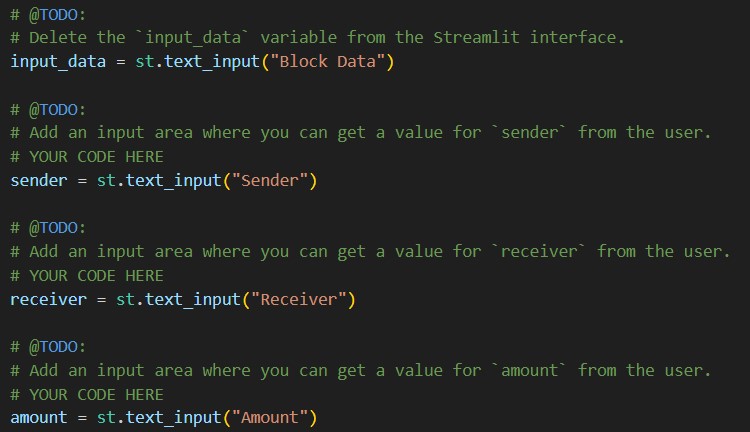 # @TODO:
# Delete the `input_data` variable from the Streamlit interface.
input_data = st.text_input("Block Data")
# @TODO:
# Add an input area where you can get a value for `sender` from the user.
# YOUR CODE HERE
sender = st.text_input("Sender")
# @TODO:
# Add an input area where you can get a value for `receiver` from the user.
# YOUR CODE HERE
receiver = st.text_input("Receiver")
# @TODO:
# Add an input area where you can get a value for `amount` from the user.
# YOUR CODE HERE
amount = st.text_input("Amount")